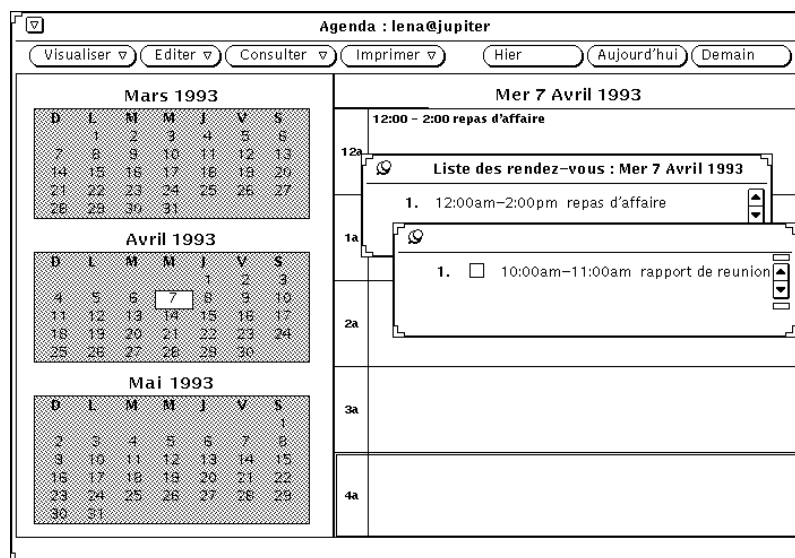 Agenda : lena@jupiter
Visualiser Editer Consulter Imprimer Hier Aujourd'hui Demain
Mars 1993
D L M M J V S
1 2 3 4 5 6
7 8 9 10 11 12 13
14 15 16 17 18 19 20
21 22 23 24 25 26 27
28 29 30 31
Avril 1993
D L M M J V S
1 2 3
4 5 6 7 8 9 10
11 12 13 14 15 16 17
18 19 20 21 22 23 24
25 26 27 28 29 30
Mai 1993
D L M M J V S
1
2 3 4 5 6 7 8
9 10 11 12 13 14 15
16 17 18 19 20 21 22
23 24 25 26 27 28 29
30 31
Mer 7 Avril 1993
12:00 - 2:00 repas d'affaire
12a
Liste des rendez-vous : Mer 7 Avril 1993
1. 12:00am-2:00pm repas d'affaire
1a
1. 10:00am-11:00am rapport de reunion
2a
3a
4a